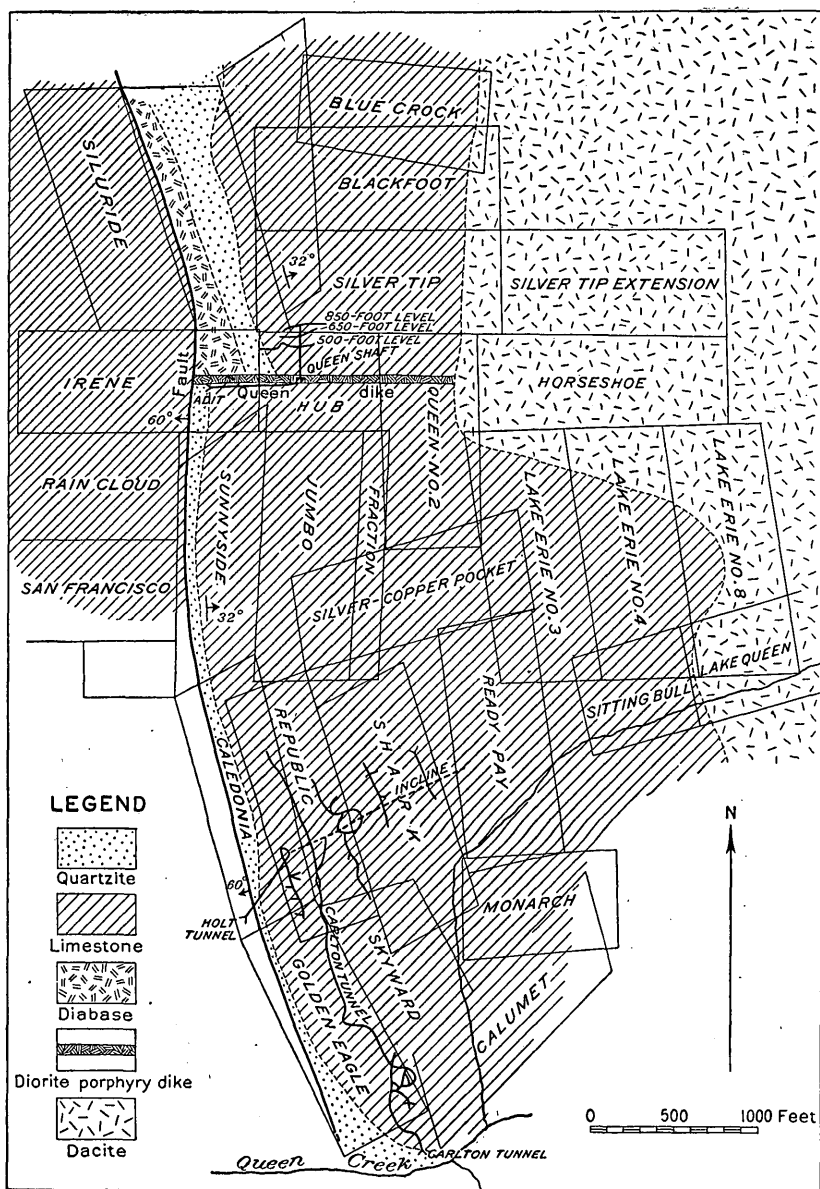 BLUE CROCK
SILURIDE
BLACKFOOT
32°
SILVER TIP
SILVER TIP EXTENSION
850-FOOT LEVEL
650-FOOT LEVEL
500-FOOT LEVEL
QUEEN SHAFT
IRENE
Fault
HORSESHOE
ADIT
Queen dike
60°
HUB
QUEEN NO.2
RAIN CLOUD
SUNNYSIDE
JUMBO
FRACTION
LAKE ERIE NO.3
LAKE ERIE NO.4
LAKE ERIE NO.8
SAN FRANCISCO
SILVER-COPPER POCKET
32°
LAKE QUEEN
SITTING BULL
REPUBLIC
SHARK
READY PAY
CALEDONIA
INCLINE
LEGEND
Quartzite
Limestone
Diabase
Diorite porphyry dike
Dacite
N
60°
HOLT
TUNNEL
MONARCH
CARLTON TUNNEL
SKYWARD
GOLDEN EAGLE
CALUMET
0 500 1000 Feet
CARLTON TUNNEL
Queen Creek